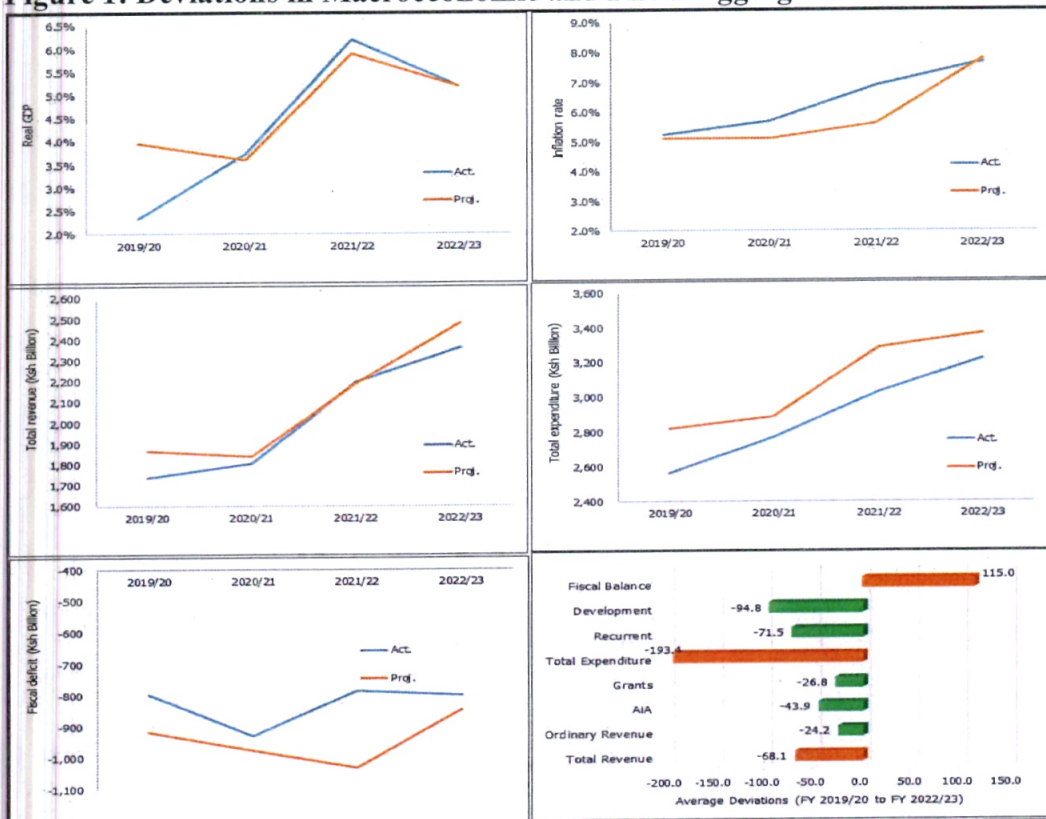 Figure 1: Deviations in Macroeconomic and
Real GDP
6.5%
6.0%
5.5%
5.0%
4.5%
4.0%
3.5%
3.0%
2.5%
2.0%
Act.
Proj.
2019/20 2020/21 2021/22 2022/23
Inflation rate
9.0%
8.0%
7.0%
6.0%
5.0%
4.0%
3.0%
2.0%
Act.
Proj.
2019/20 2020/21 2021/22 2022/23
Total revenue (Ksh Billion)
2,600
2,500
2,400
2,300
2,200
2,100
2,000
1,900
1,800
1,700
1,600
Act.
Proj.
2019/20 2020/21 2021/22 2022/23
Total expenditure (Ksh Billion)
3,600
3,400
3,200
3,000
2,800
2,600
2,400
Act.
Proj.
2019/20 2020/21 2021/22 2022/23
Fiscal deficit (Ksh Billion)
-400
-500
-600
-700
-800
-900
-1,000
-1,100
2019/20 2020/21 2021/22 2022/23
Act.
Proj.
Fiscal Balance 115.0
Development -94.8
Recurrent -71.5
Total Expenditure -193.4
Grants -26.8
AIA -43.9
Ordinary Revenue -24.2
Total Revenue -68.1
-200.0 -150.0 -100.0 -50.0 0.0 50.0 100.0 150.0
Average Deviations (FY 2019/20 to FY 2022/23)